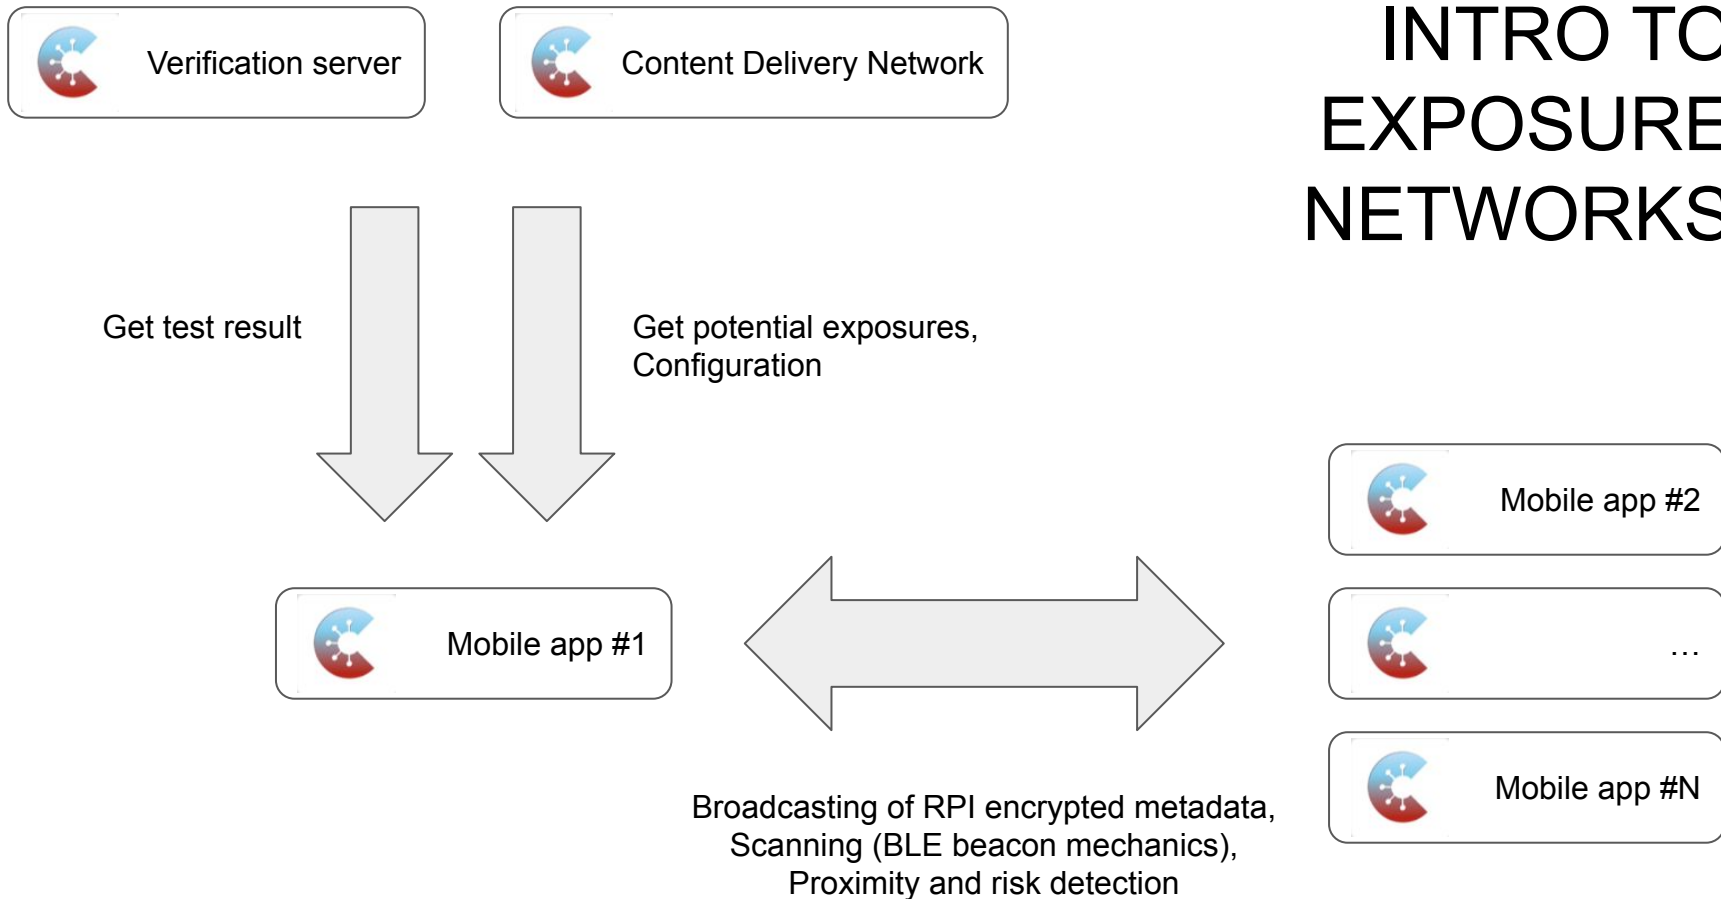 Verification server
Content Delivery Network
INTRO TO
EXPOSURE
NETWORKS
Get test result
Get potential exposures,
Configuration
Mobile app #1
Mobile app #2
...
Mobile app #N
Broadcasting of RPI encrypted metadata,
Scanning (BLE beacon mechanics),
Proximity and risk detection